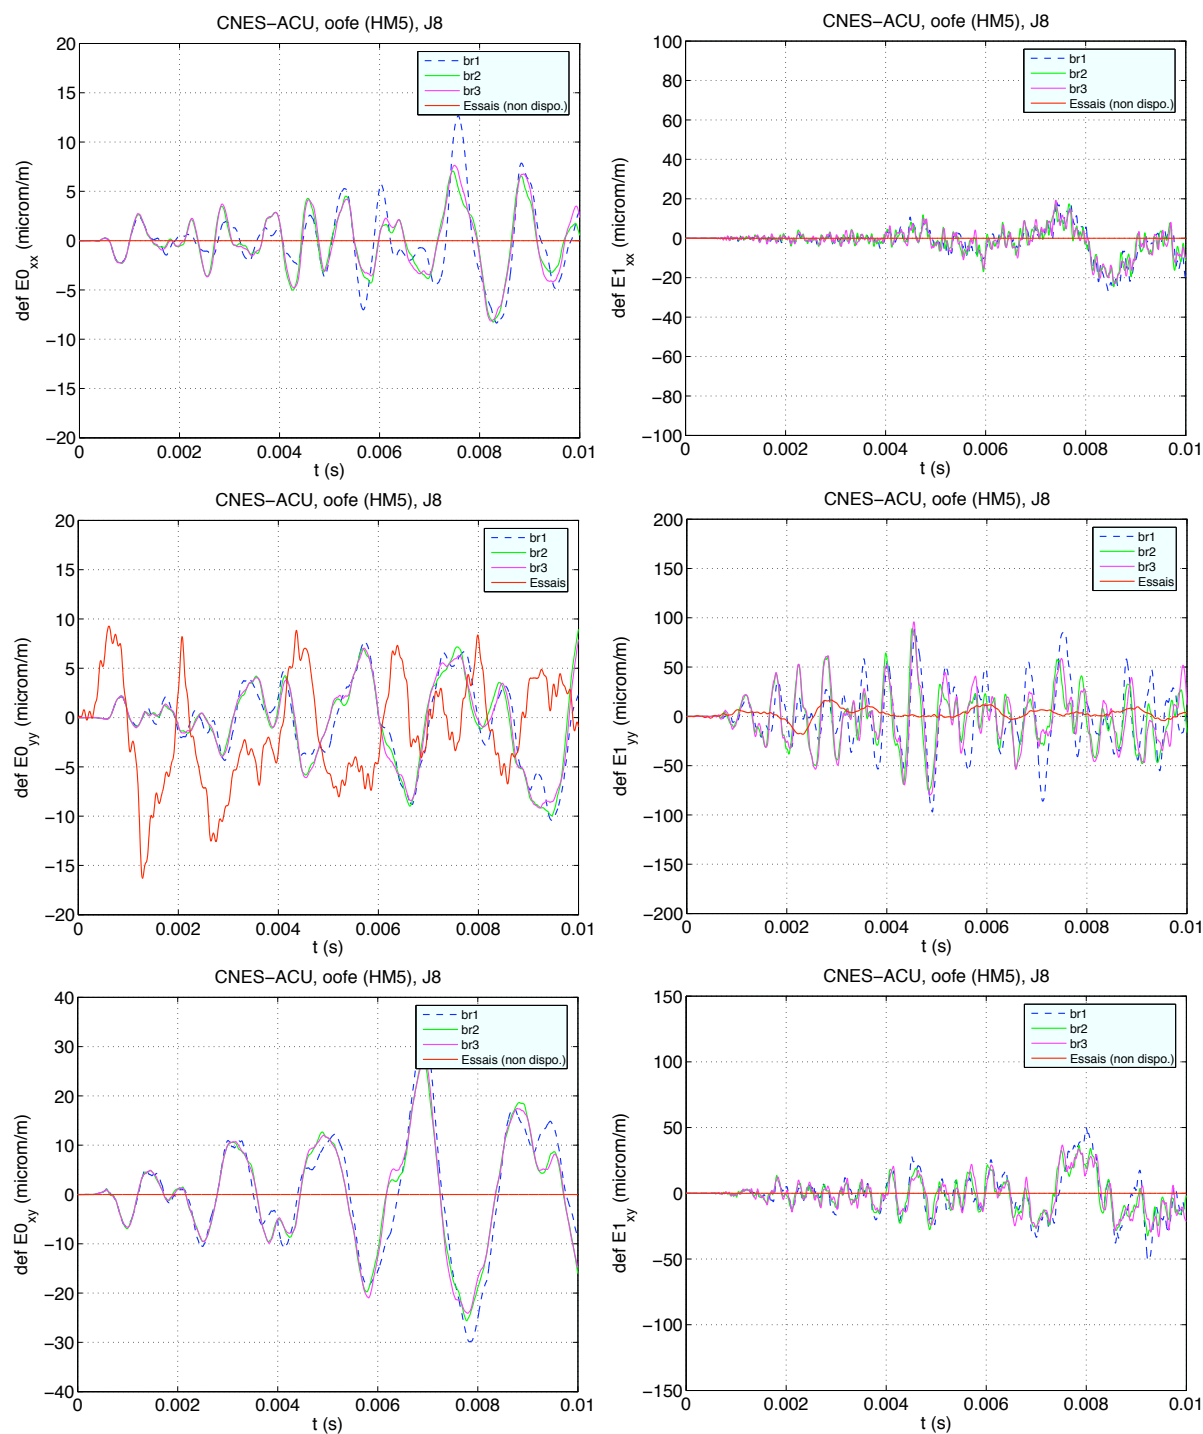 CNES−ACU, oofe (HM5), J8
br1
br2
br3
Essais (non dispo.)
20
15
10
5
0
−5
−10
−15
−20
def E0xx (microm/m)
0
0.002
0.004
0.006
0.008
0.01
t (s)
CNES−ACU, oofe (HM5), J8
br1
br2
br3
Essais (non dispo.)
100
80
60
40
20
0
−20
−40
−60
−80
−100
def E1xx (microm/m)
0
0.002
0.004
0.006
0.008
0.01
t (s)
CNES−ACU, oofe (HM5), J8
br1
br2
br3
Essais
20
15
10
5
0
−5
−10
−15
−20
def E0yy (microm/m)
0
0.002
0.004
0.006
0.008
0.01
t (s)
CNES−ACU, oofe (HM5), J8
br1
br2
br3
Essais
200
150
100
50
0
−50
−100
−150
−200
def E1yy (microm/m)
0
0.002
0.004
0.006
0.008
0.01
t (s)
CNES−ACU, oofe (HM5), J8
br1
br2
br3
Essais (non dispo.)
40
30
20
10
0
−10
−20
−30
−40
def E0xy (microm/m)
0
0.002
0.004
0.006
0.008
0.01
t (s)
CNES−ACU, oofe (HM5), J8
br1
br2
br3
Essais (non dispo.)
150
100
50
0
−50
−100
−150
def E1xy (microm/m)
0
0.002
0.004
0.006
0.008
0.01
t (s)